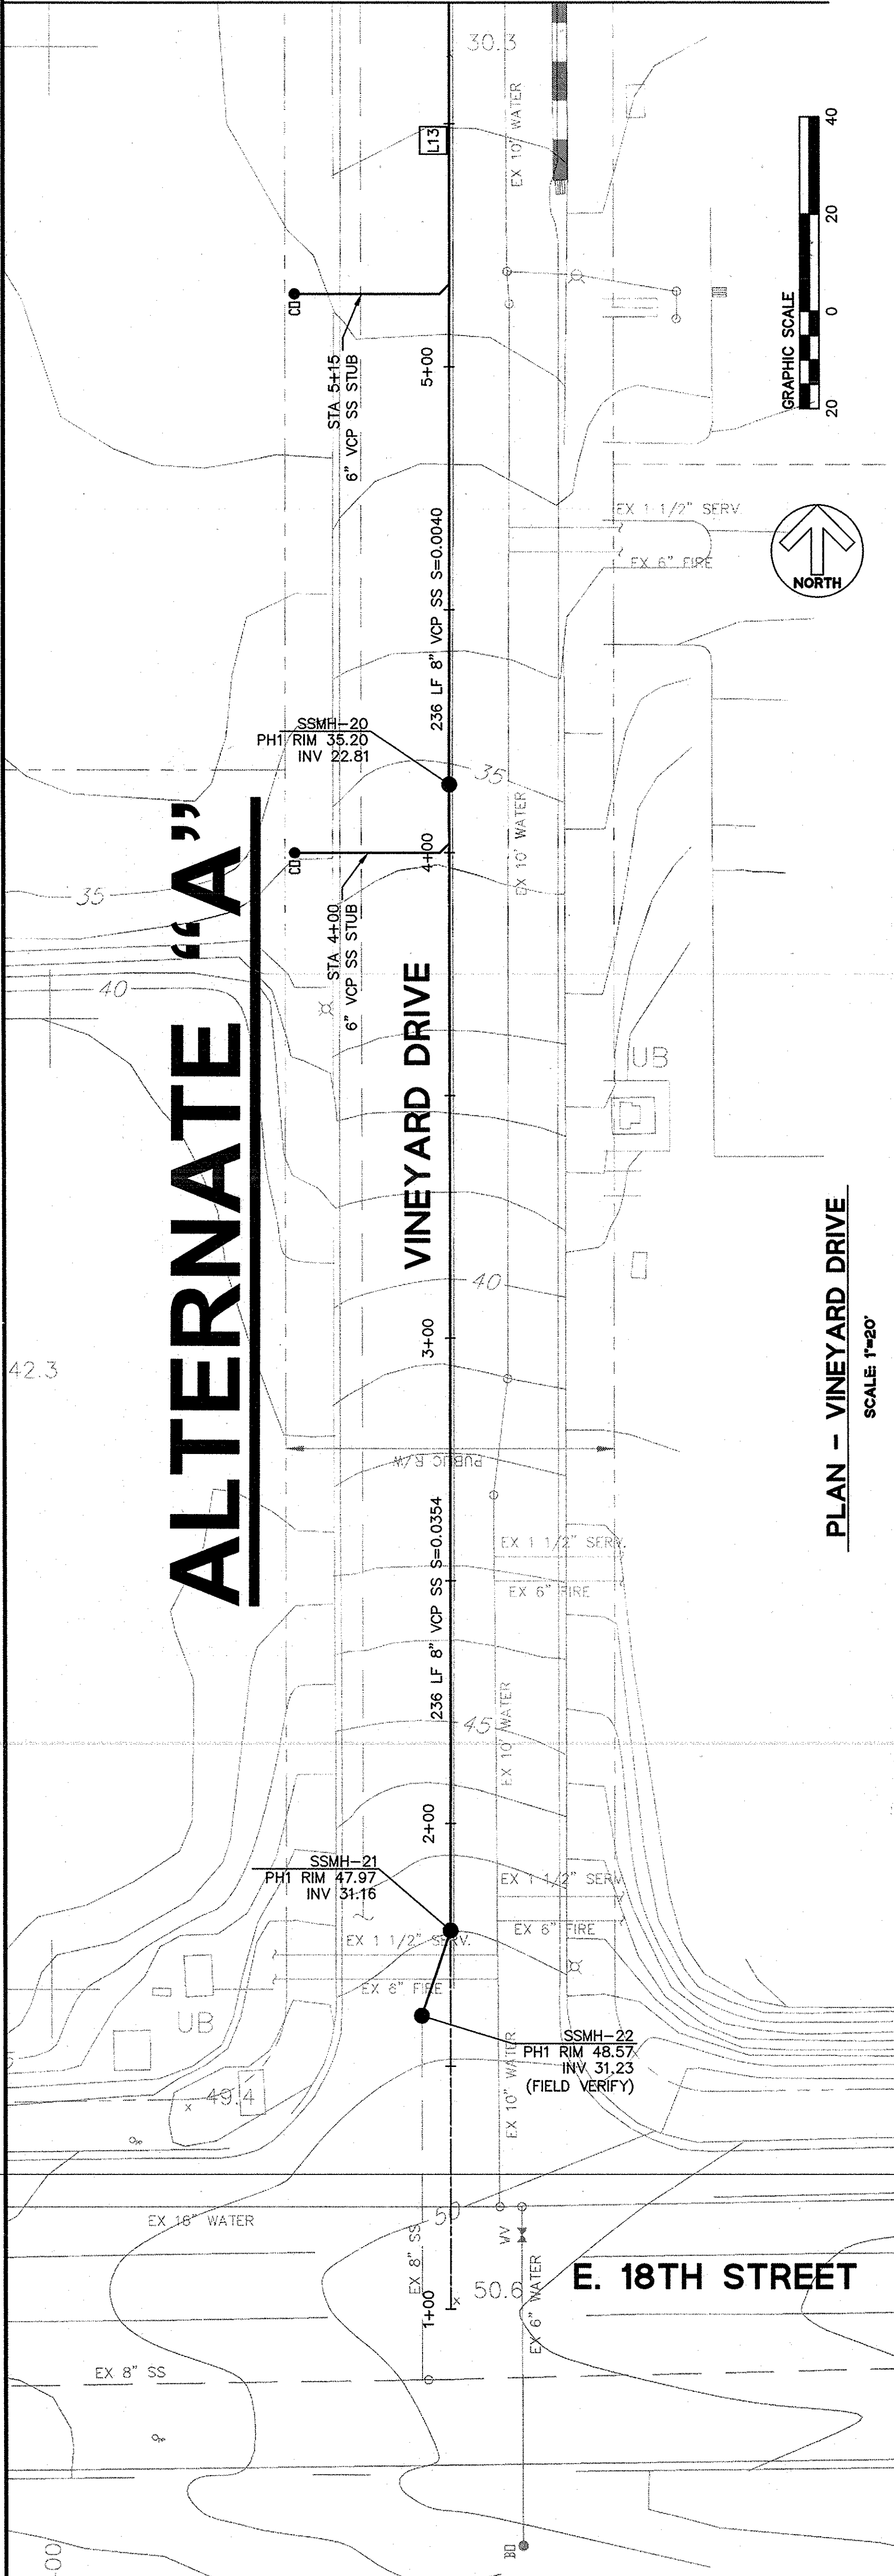 30.3
EX 10" WATER
L13
40
20
0
20
GRAPHIC SCALE
CO
STA 5+15
6" VCP SS STUB
5+00
EX 1 1/2" SERV
EX 6" FIRE
NORTH
236 LF 8" VCP SS S=0.0040
SSMH-20
PH1 RIM 35.20
INV 22.81
35
EX 10' WATER
4+00
CO
STA 4+00
6" VCP SS STUB
35
40
ALTERNATE "A"
VINEYARD DRIVE
UB
40
3+00
42.3
PUBLIC R/W
PLAN - VINEYARD DRIVE
SCALE: 1"=20'
EX 1 1/2" SERV.
EX 6" FIRE
236 LF 8" VCP SS S=0.0354
45
EX 10' WATER
2+00
SSMH-21
PH1 RIM 47.97
INV 31.16
EX 1 1/2" SERV
EX 6" FIRE
EX 1 1/2" SERV.
EX 6" FIRE
UB
SSMH-22
PH1 RIM 48.57
INV 31.23
(FIELD VERIFY)
EX 10" WATER
49.4
50
EX 16" WATER
EX 8" SS
WV
E. 18TH STREET
50.6
1+00
EX 6" WATER
EX 8" SS
BO
00